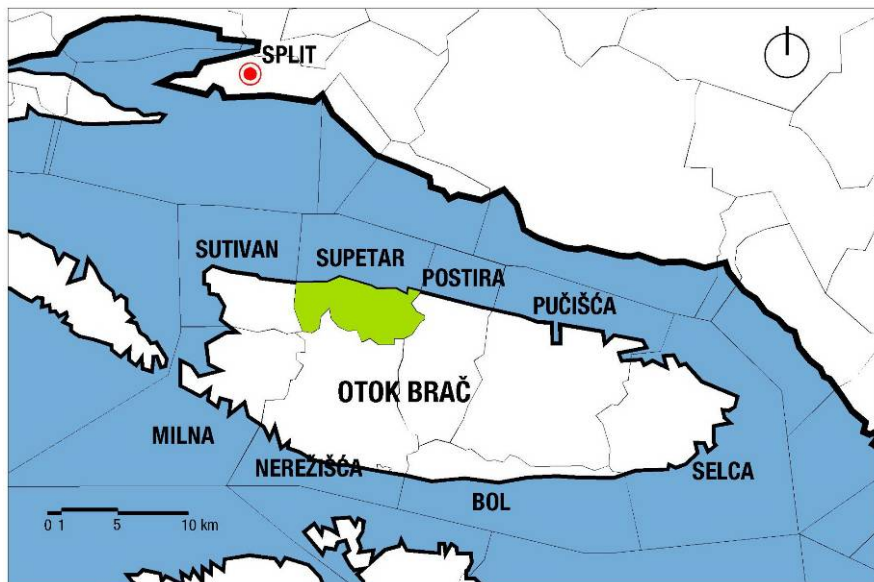 SPLIT
SUTIVAN
SUPETAR
POSTIRA
PUČIŠĆA
OTOK BRAČ
MILNA
NEREŽIŠĆA
BOL
SELCA
0 1 5 10 km